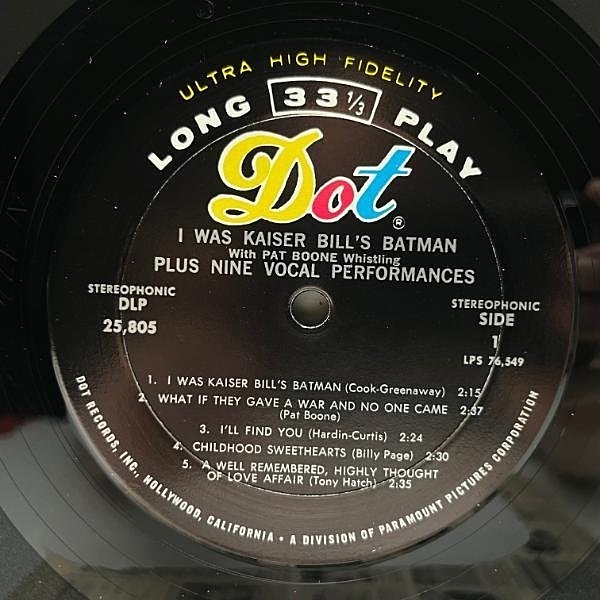 ULTRA HIGH FIDELITY
LONG 33 1/3 PLAY
Dot®
I WAS KAISER BILL'S BATMAN
With PAT BOONE Whistling
PLUS NINE VOCAL PERFORMANCES
STEREOPHONIC
DLP
25,805
STEREOPHONIC
SIDE
1
LPS 76,549
1. I WAS KAISER BILL'S BATMAN (Cook-Greenaway) 2:15
2. WHAT IF THEY GAVE A WAR AND NO ONE CAME 2:37
(Pat Boone)
3. I'LL FIND YOU (Hardin-Curtis) 2:24
4. CHILDHOOD SWEETHEARTS (Billy Page) 2:30
5. A WELL REMEMBERED, HIGHLY THOUGHT
OF LOVE AFFAIR (Tony Hatch) 2:35
DOT RECORDS, INC., HOLLYWOOD, CALIFORNIA • A DIVISION OF PARAMOUNT PICTURES CORPORATION